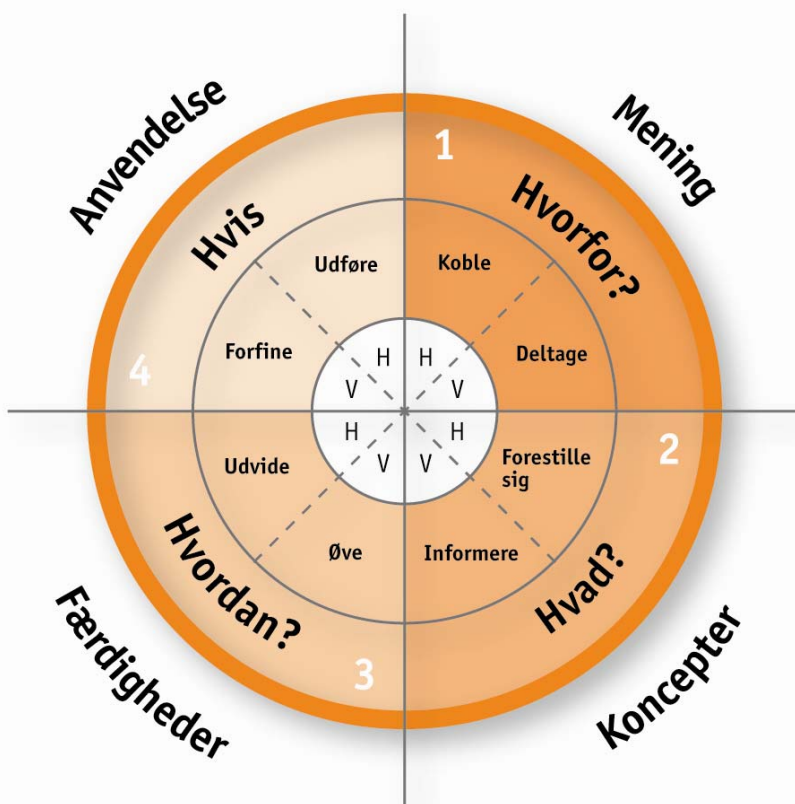 Anvendelse
Mening
1
Hvorfor?
Hvis
Udføre
Koble
Forfine
Deltage
4
H
H
V
V
2
H
H
V
V
Udvide
Forestille
sig
Øve
Informere
Hvordan?
Hvad?
3
Færdigheder
Koncepter